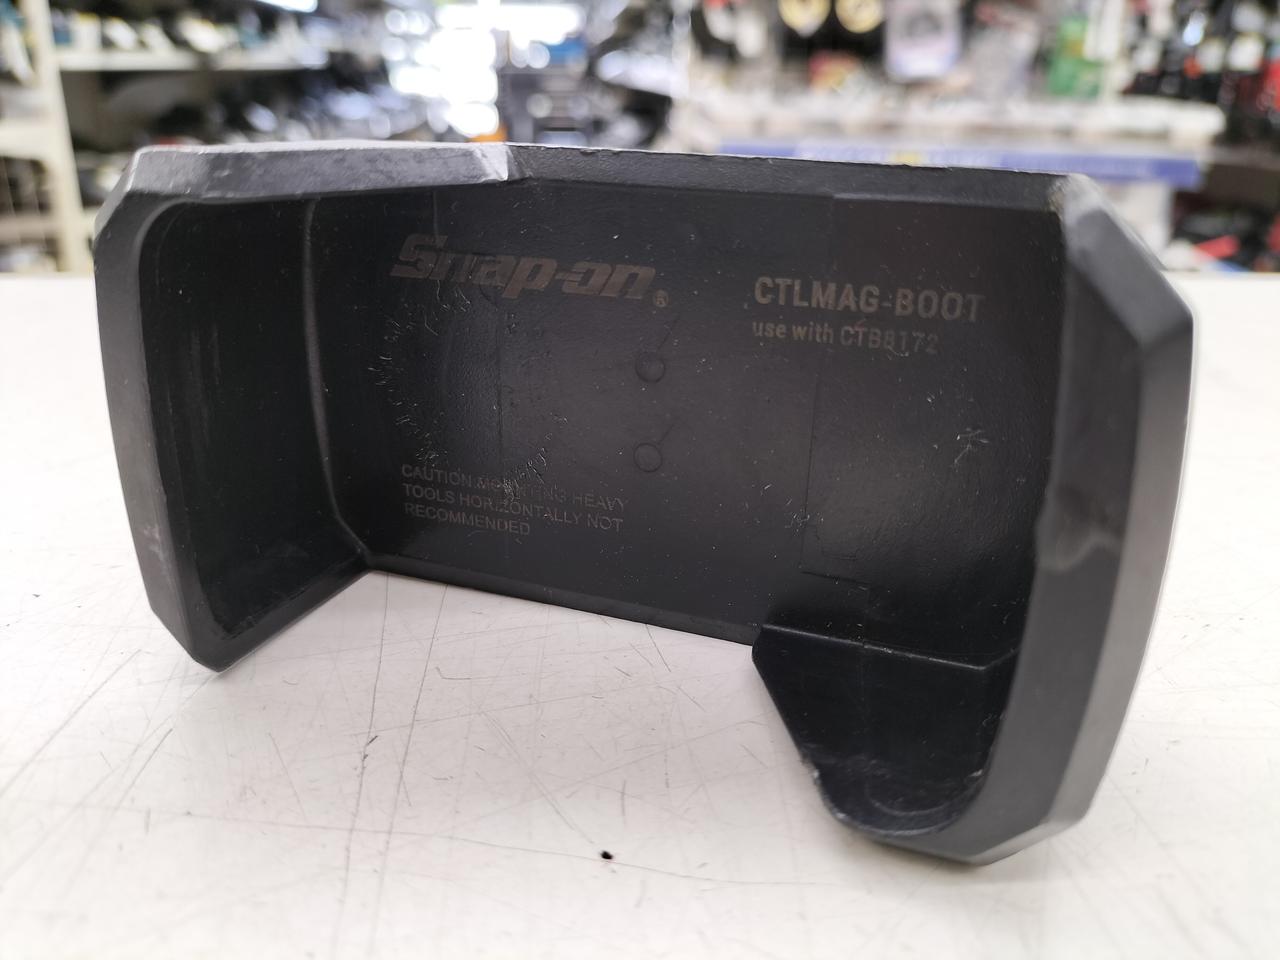 Snap-on®
CTLMAG-BOOT
use with CTB8172
CAUTION MOUNTING HEAVY
TOOLS HORIZONTALLY NOT
RECOMMENDED